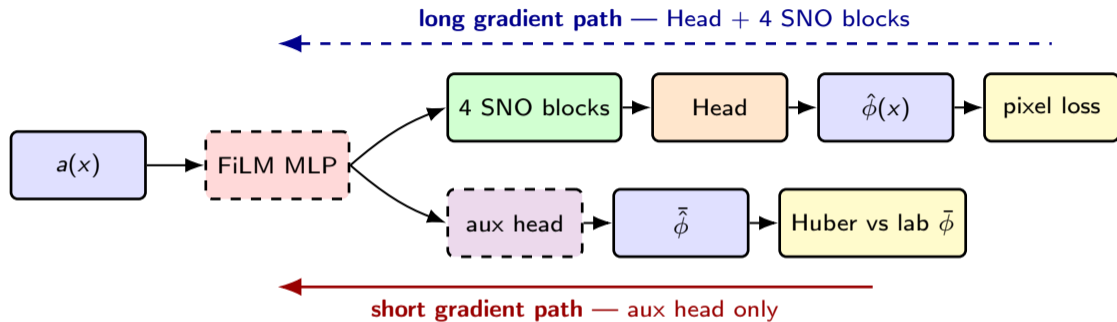 long gradient path — Head + 4 SNO blocks
4 SNO blocks
Head
ϕ̂(x)
pixel loss
a(x)
FiLM MLP
aux head
ϕ̂̄
Huber vs lab ϕ̄
short gradient path — aux head only